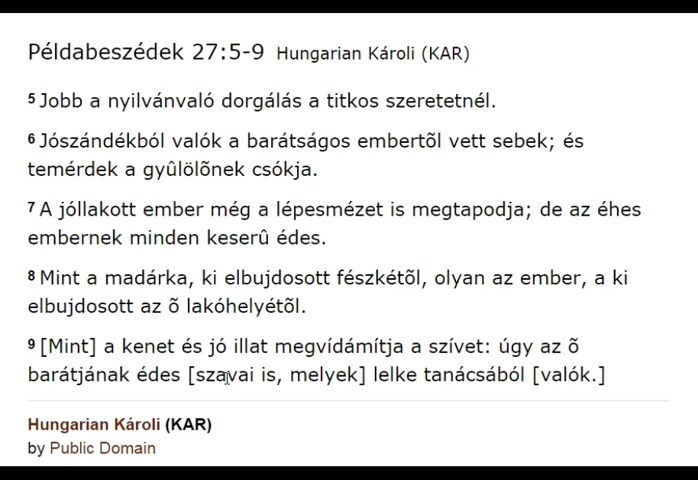 Példabeszédek 27:5-9 Hungarian Károli (KAR)
5 Jobb a nyilvánvaló dorgálás a titkos szeretetnél.
6 Jószándékból valók a barátságos embertõl vett sebek; és
temérdek a gyûlölõnek csókja.
7 A jóllakott ember még a lépesmézet is megtapodja; de az éhes
embernek minden keserû édes.
8 Mint a madárka, ki elbujdosott fészkétõl, olyan az ember, a ki
elbujdosott az õ lakóhelyétõl.
9 [Mint] a kenet és jó illat megvídámítja a szívet: úgy az õ
barátjának édes [szavai is, melyek] lelke tanácsából [valók.]
Hungarian Károli (KAR)
by Public Domain